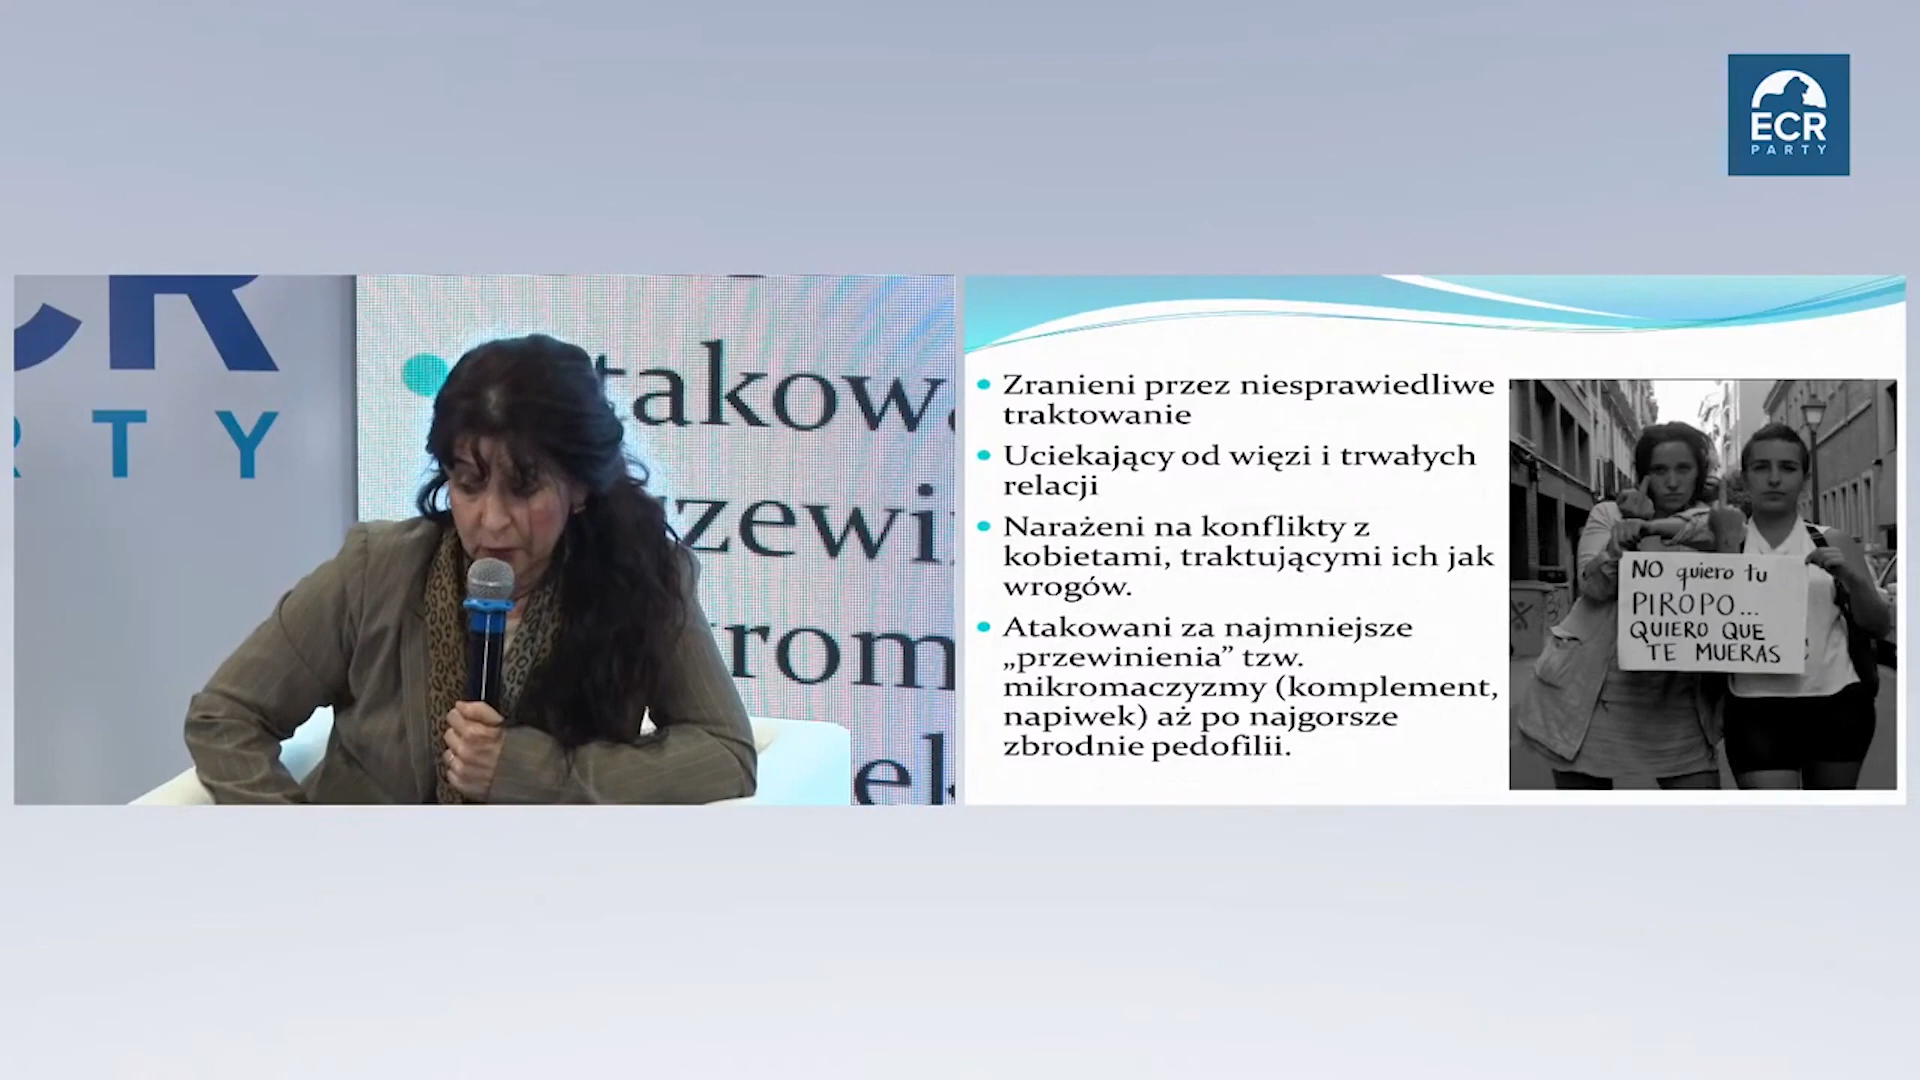 ECR
PARTY
CR
RTY
takow
zewi
rom
el
Zranieni przez niesprawiedliwe
traktowanie
Uciekający od więzi i trwałych
relacji
Narażeni na konflikty z
kobietami, traktującymi ich jak
wrogów.
Atakowani za najmniejsze
„przewinienia” tzw.
mikromaczyzmy (komplement,
napiwek) aż po najgorsze
zbrodnie pedofilii.
NO quiero tu
PIROPO...
QUIERO QUE
TE MUERAS